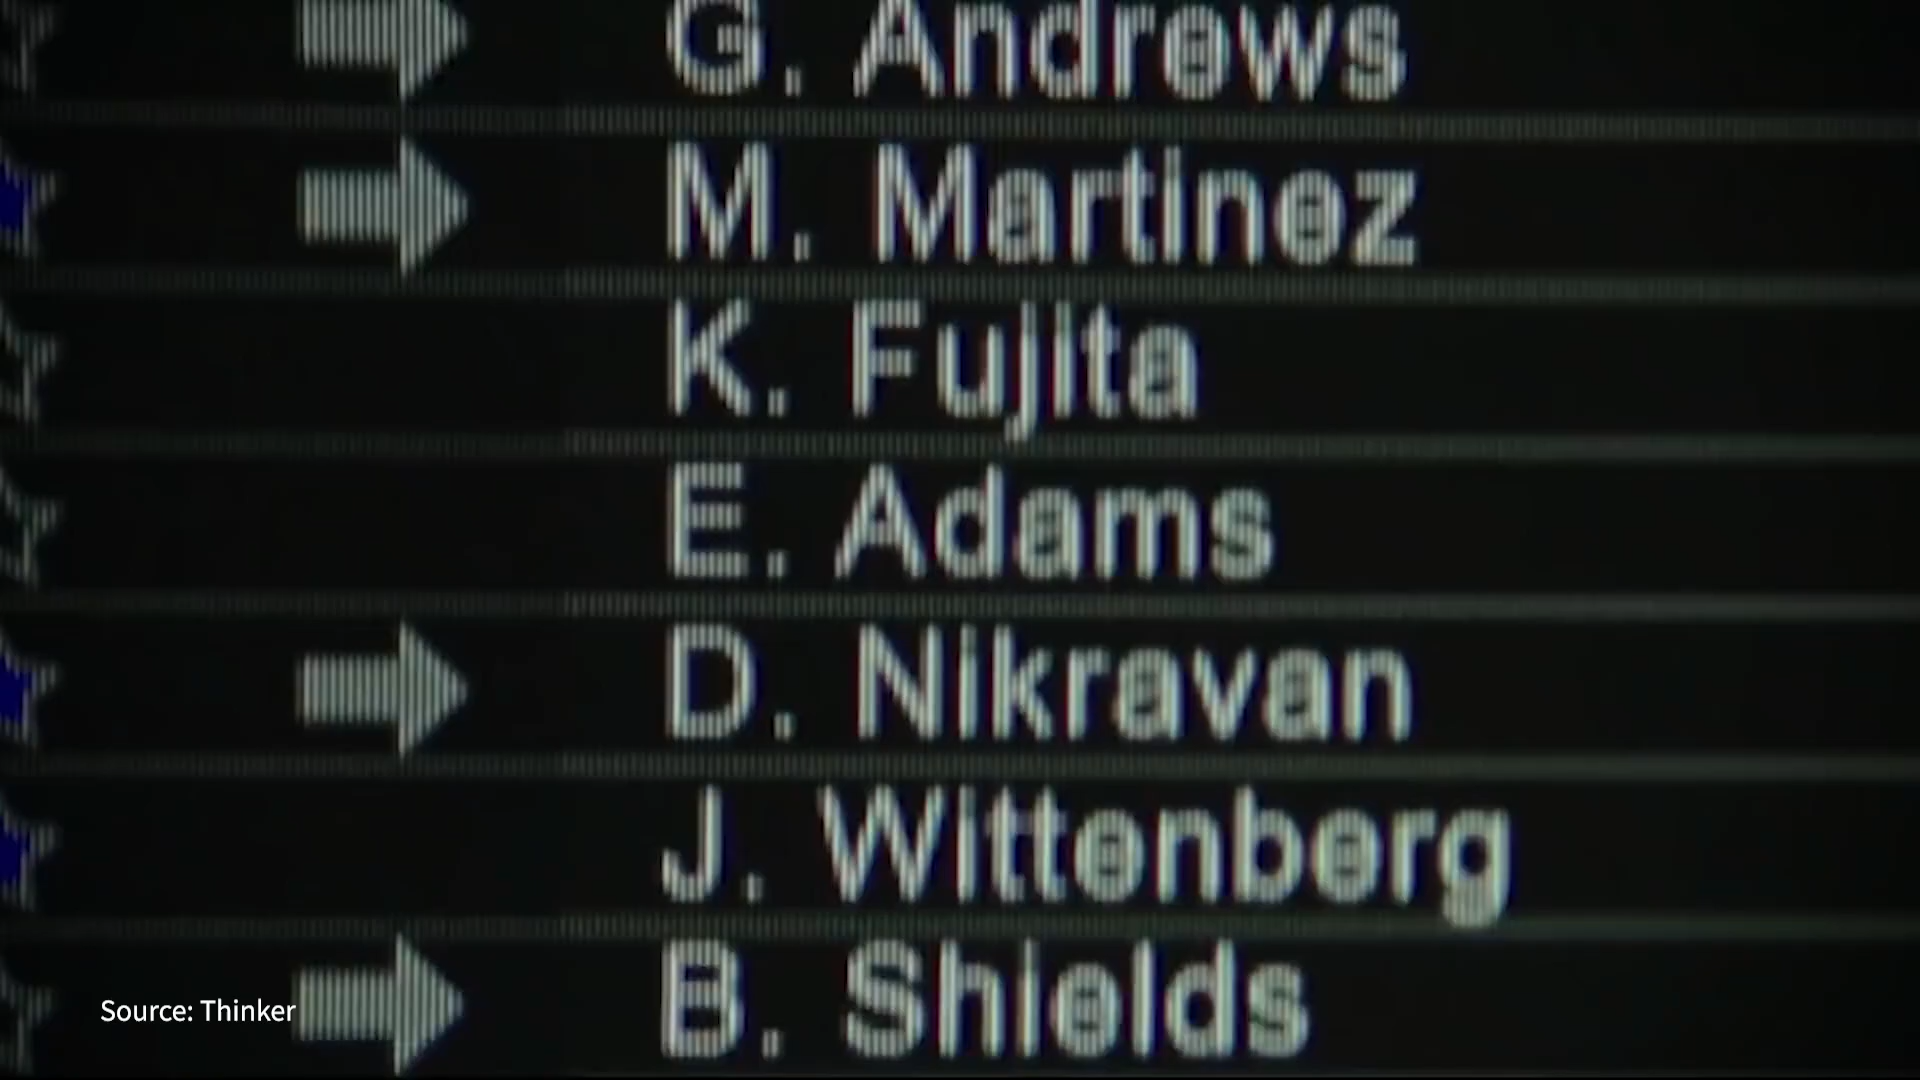 G. Andrews
M. Martinez
K. Fujita
E. Adams
D. Nikravan
J. Wittenberg
B. Shields
Source: Thinker